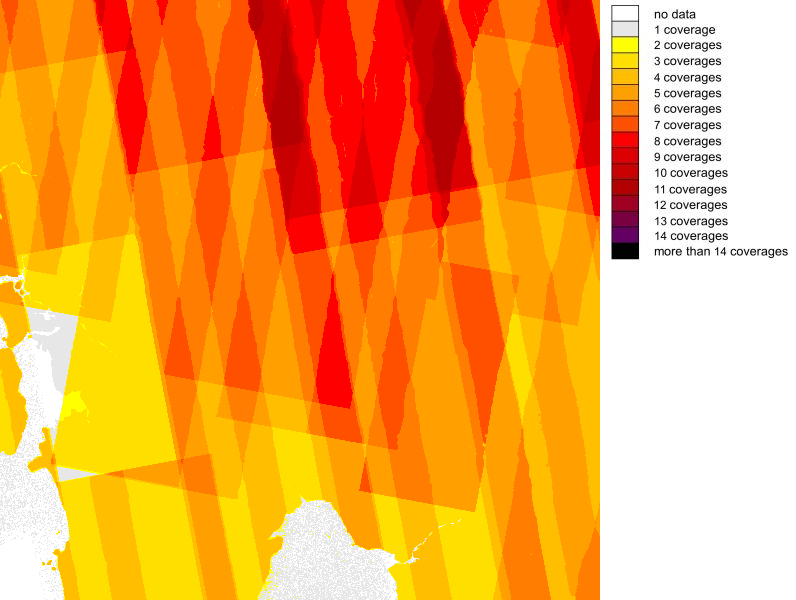 no data
1 coverage
2 coverages
3 coverages
4 coverages
5 coverages
6 coverages
7 coverages
8 coverages
9 coverages
10 coverages
11 coverages
12 coverages
13 coverages
14 coverages
more than 14 coverages